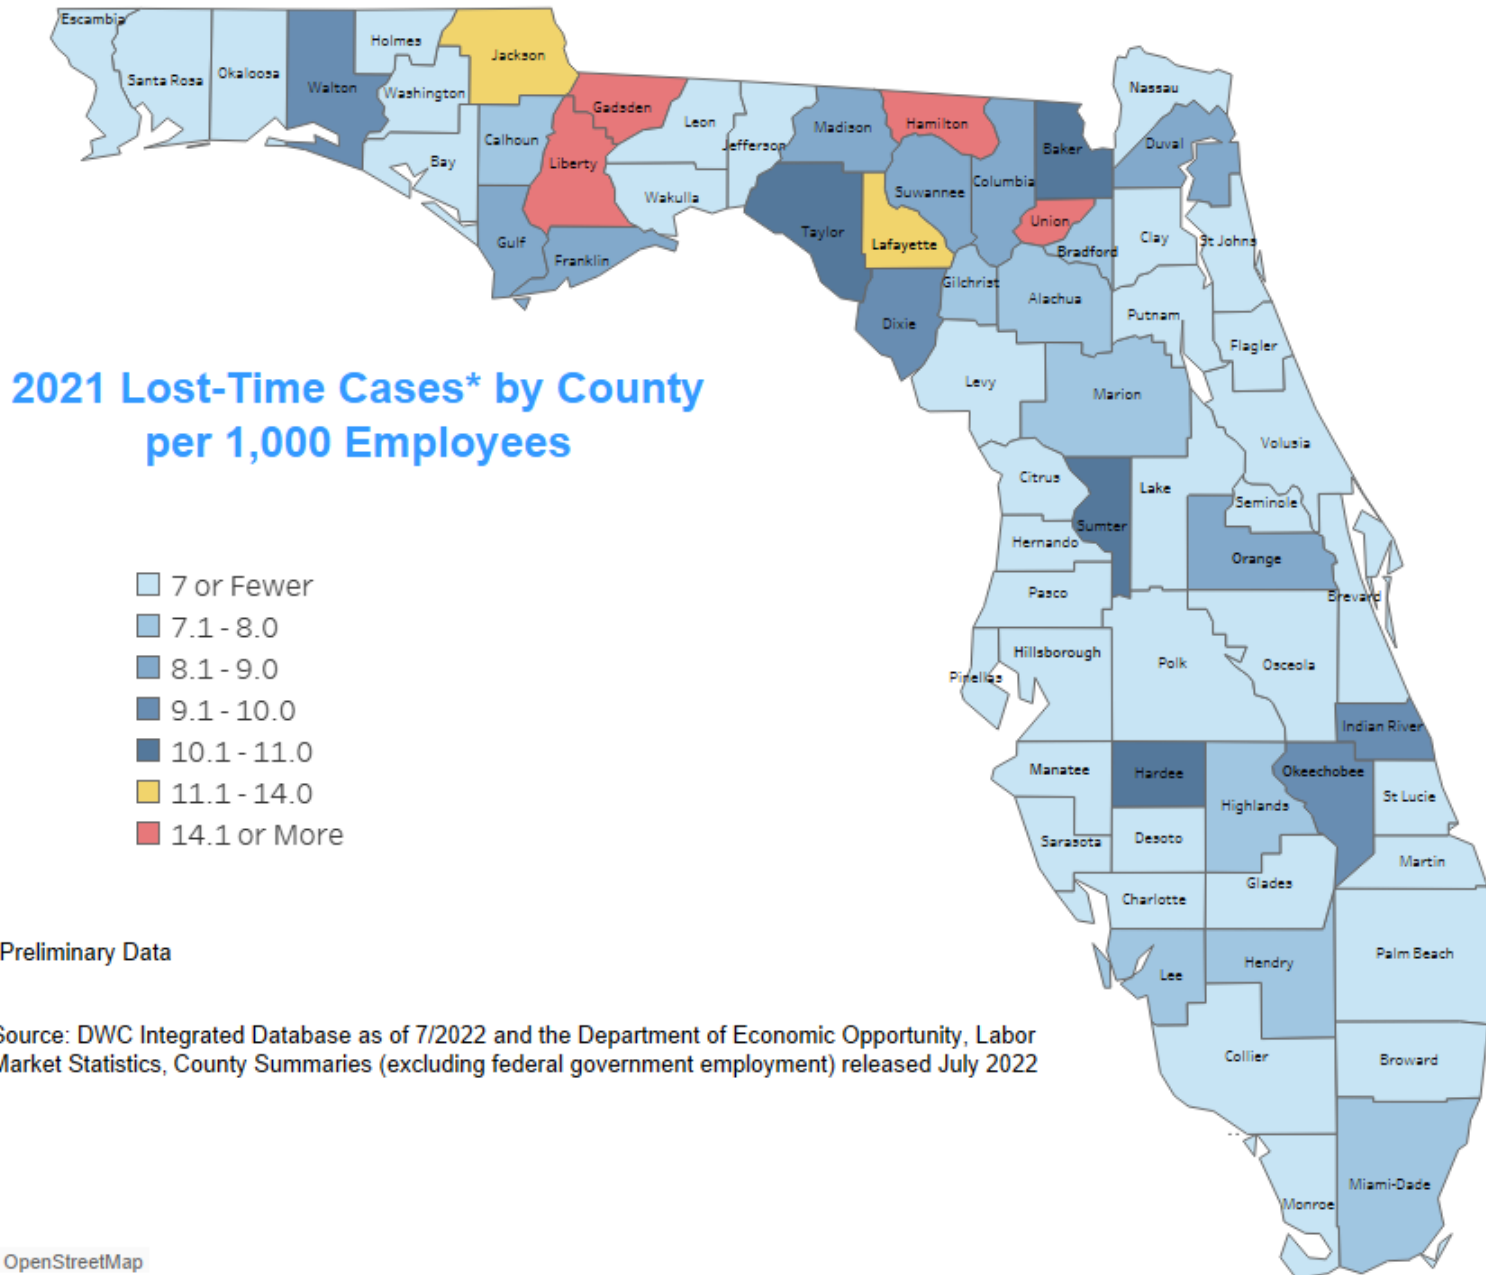 Escambia
Santa Rosa
Okaloosa
Walton
Holmes
Washington
Jackson
Bay
Calhoun
Gulf
Gadsden
Liberty
Franklin
Leon
Wakulla
Jefferson
Madison
Taylor
Hamilton
Suwannee
Lafayette
Dixie
Columbia
Gilchrist
Baker
Union
Bradford
Alachua
Nassau
Duval
Clay
St Johns
Putnam
Flagler
Levy
Marion
Volusia
2021 Lost-Time Cases* by County
per 1,000 Employees
Citrus
Lake
Sumter
Seminole
Hernando
Orange
Pasco
Brevard
Hillsborough
Pinellas
Polk
Osceola
7 or Fewer
7.1 - 8.0
8.1 - 9.0
9.1 - 10.0
10.1 - 11.0
11.1 - 14.0
14.1 or More
Indian River
Manatee
Hardee
Okeechobee
Highlands
St Lucie
Sarasota
Desoto
Martin
Glades
Charlotte
Preliminary Data
Palm Beach
Lee
Hendry
Source: DWC Integrated Database as of 7/2022 and the Department of Economic Opportunity, Labor
Market Statistics, County Summaries (excluding federal government employment) released July 2022
Collier
Broward
Miami-Dade
Monroe
OpenStreetMap